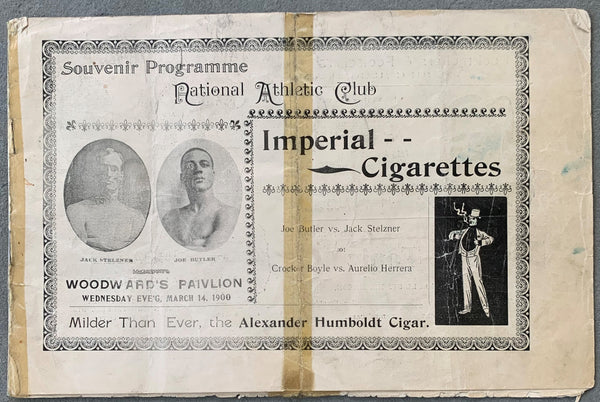 Souvenir Programme
National Athletic Club
Imperial - -
Cigarettes
JACK STELZNER
JOE BUTLER
WOODWARD'S PAIVLION
WEDNESDAY EVE'G, MARCH 14, 1900
Joe Butler vs. Jack Stelzner
Crocker Boyle vs. Aurelio Herrera
Milder Than Ever, the Alexander Humboldt Cigar.